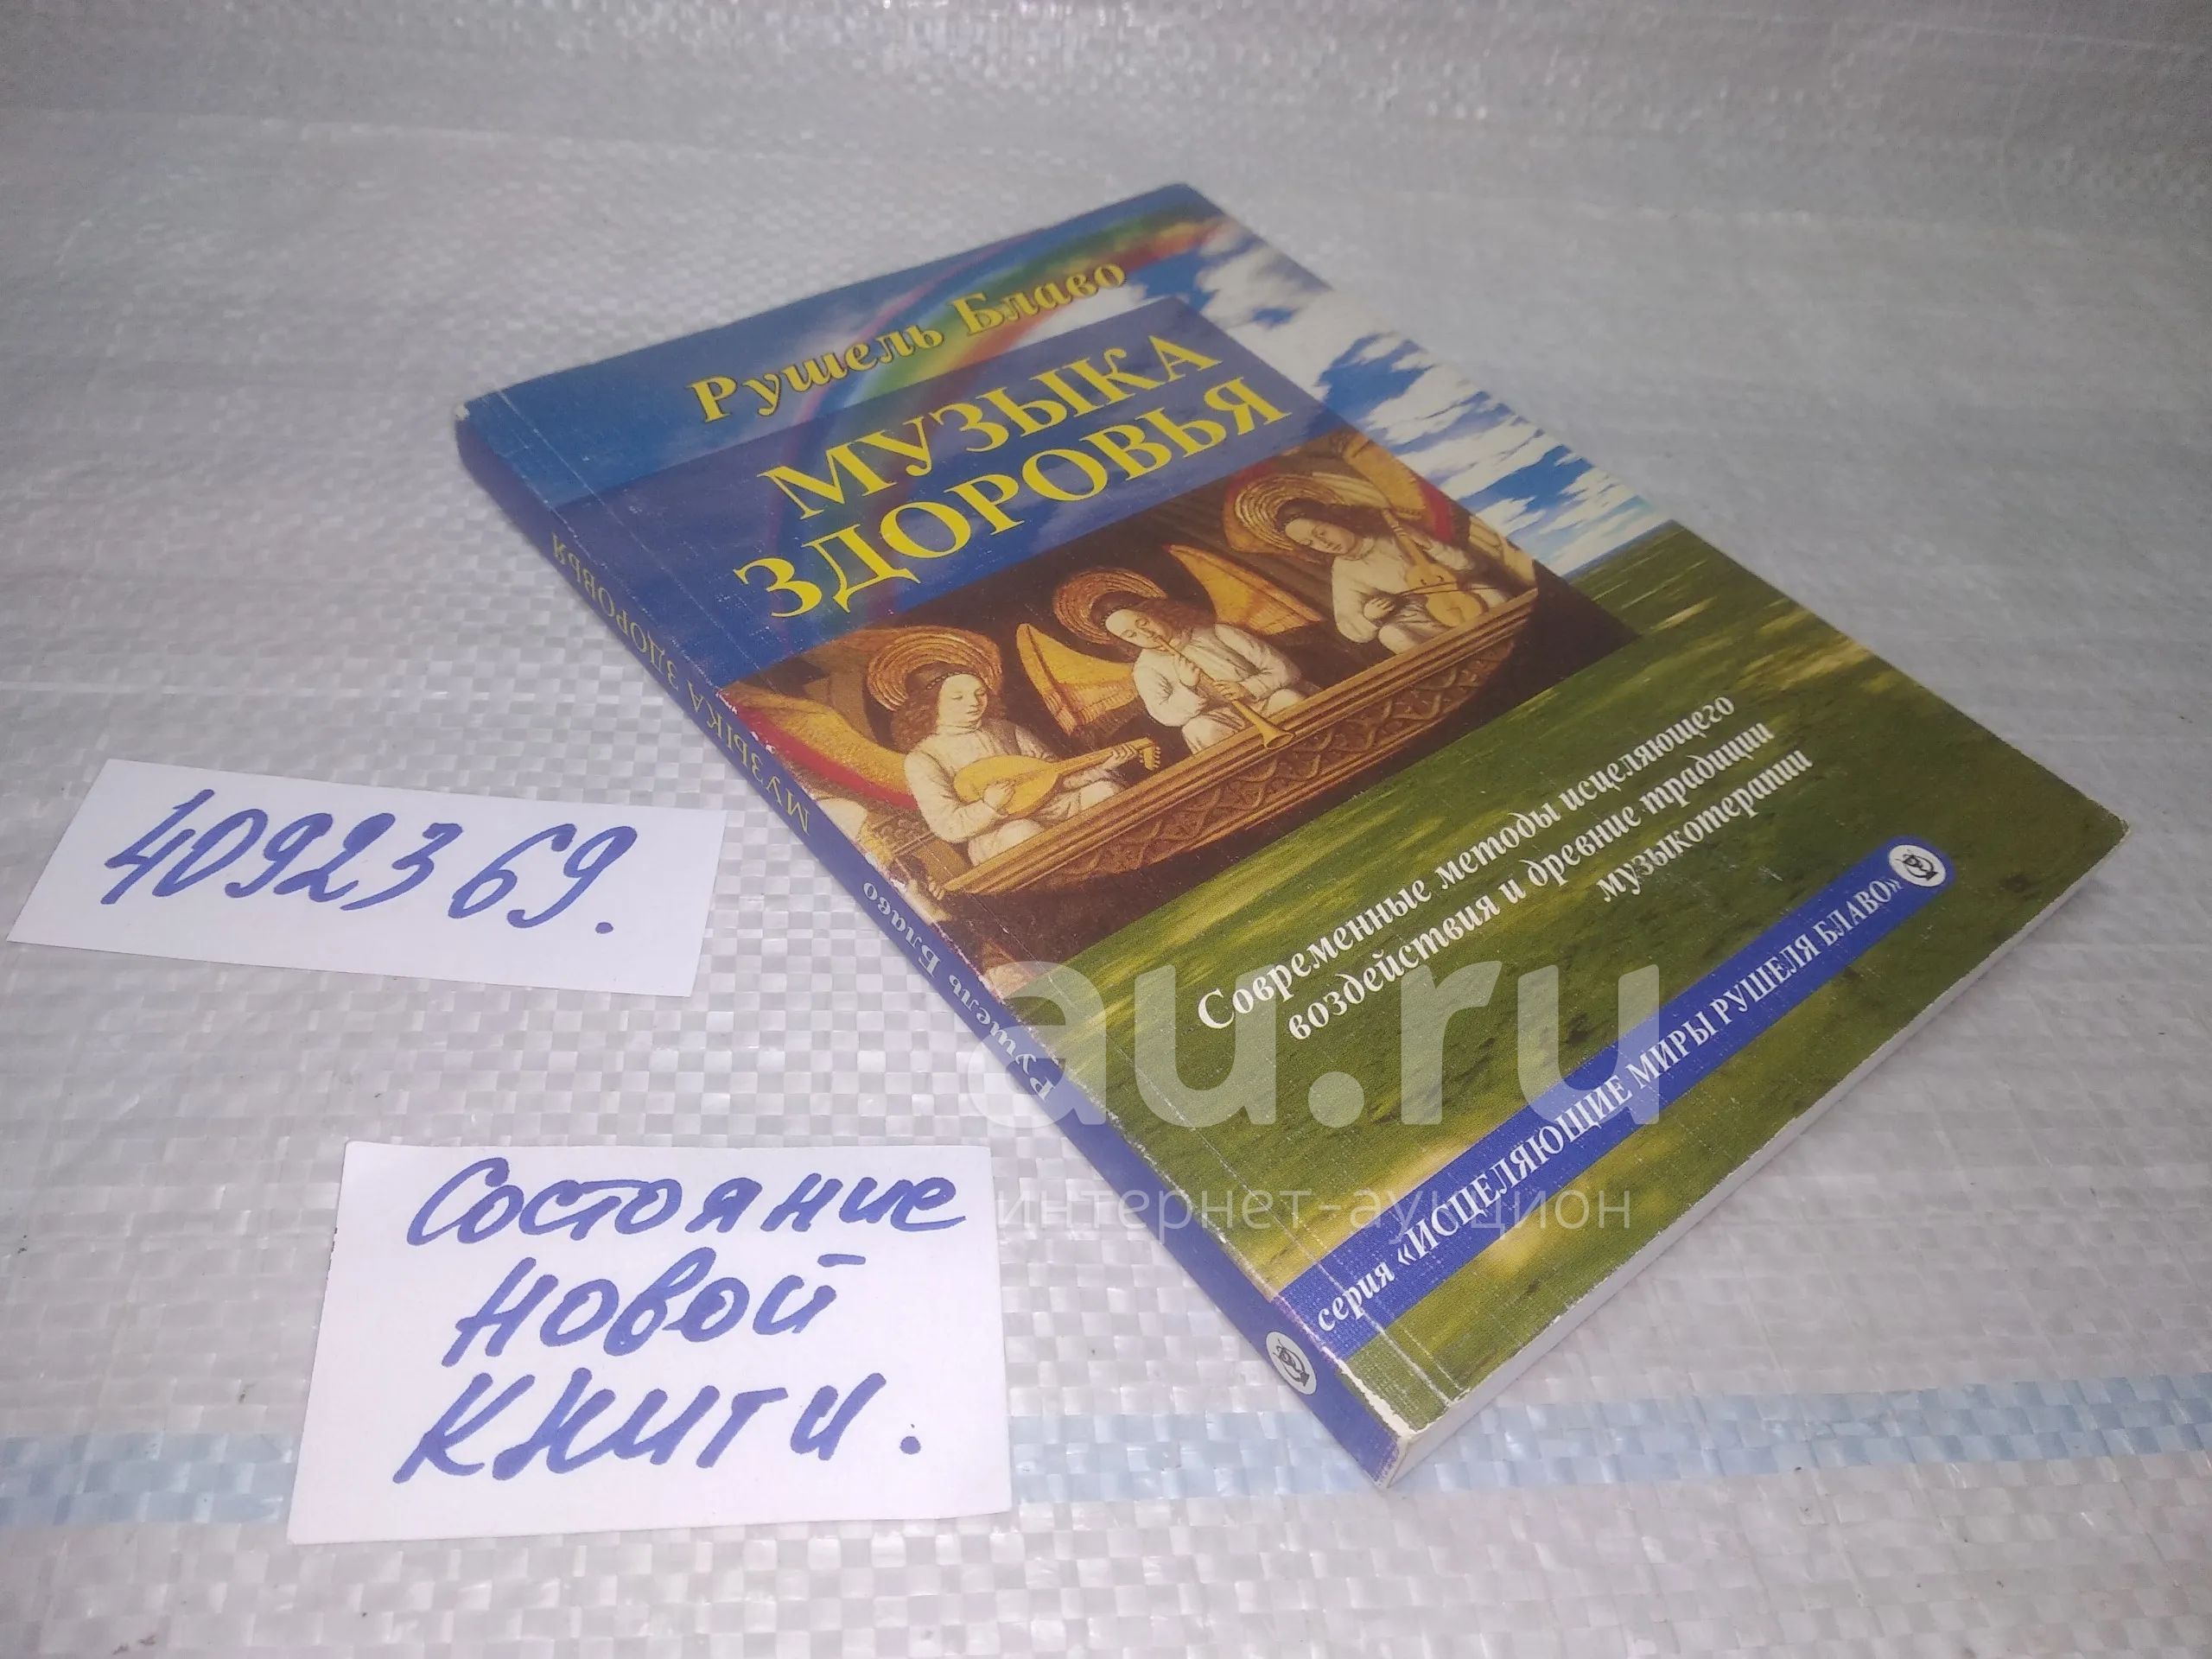 Рушель Блаво
МУЗЫКА
ЗДОРОВЬЯ
Современные методы исцеляющего
воздействия и древние традиции
музыкотерапии
серия «ИСЦЕЛЯЮЩИЕ МИРЫ РУШЕЛЯ БЛАВО»
Рушель Блаво
МУЗЫКА ЗДОРОВЬЯ
4092369.
Состояние
новой
книги.
au.ru
интернет-аукцион